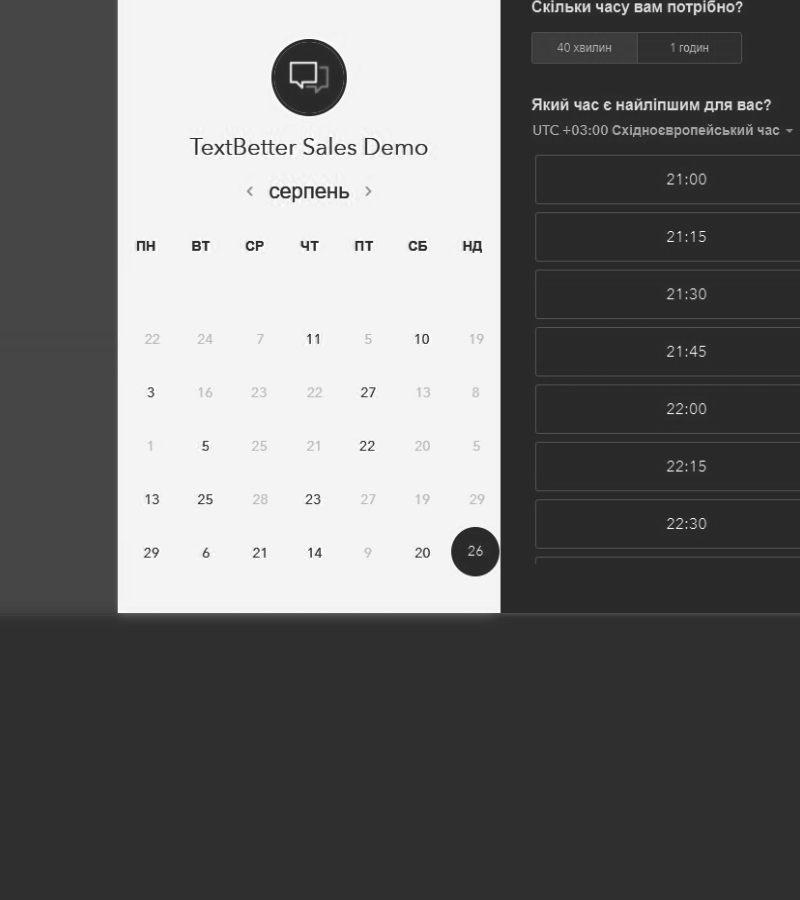 TextBetter Sales Demo
< серпень >
ПН ВТ СР ЧТ ПТ СБ НД
22 24 7 11 5 10 19
3 16 23 22 27 13 8
1 5 25 21 22 20 5
13 25 28 23 27 19 29
29 6 21 14 9 20 26
Скільки часу вам потрібно?
40 хвилин 1 годин
Який час є найліпшим для вас?
UTC +03:00 Східноєвропейський час
21:00
21:15
21:30
21:45
22:00
22:15
22:30